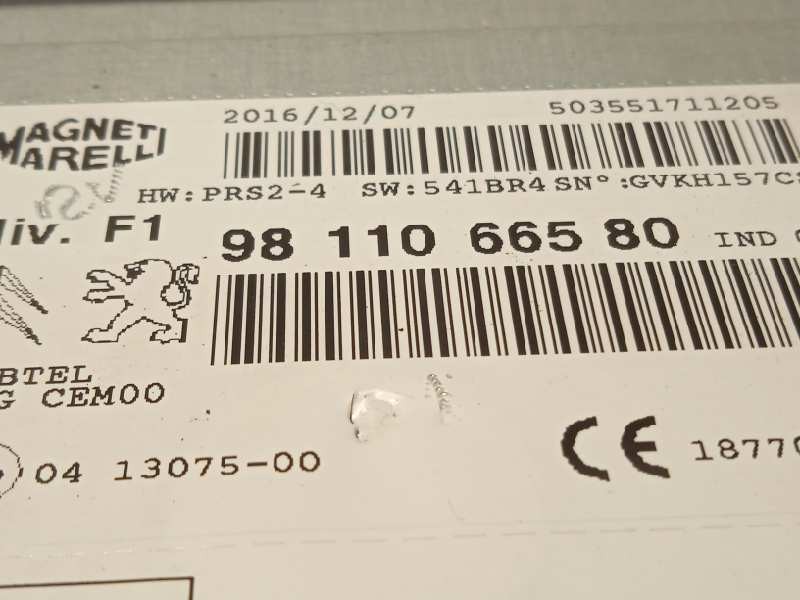 MAGNETI
MARELLI
2016/12/07
503551711205
HW:PRS2-4 SW:541BR4 SN°:GVKH157C
iv. F1
98 110 665 80 IND
BTEL
G CEM00
04 13075-00
CE 1877